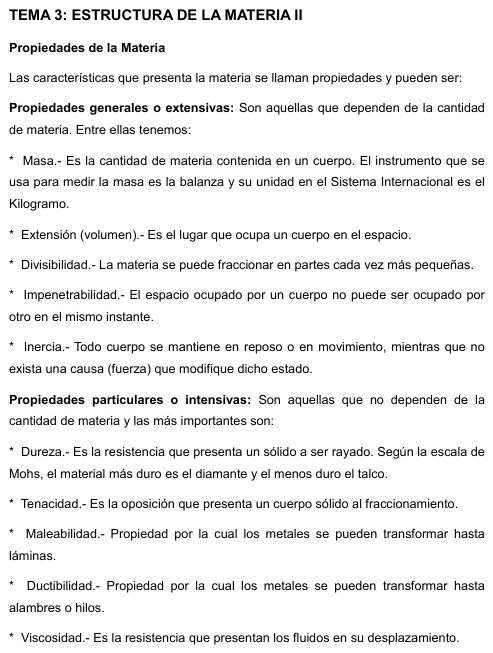 TEMA 3: ESTRUCTURA DE LA MATERIA II
Propiedades de la Materia
Las características que presenta la materia se llaman propiedades y pueden ser:
Propiedades generales o extensivas: Son aquellas que dependen de la cantidad
de materia. Entre ellas tenemos:
* Masa.- Es la cantidad de materia contenida en un cuerpo. El instrumento que se
usa para medir la masa es la balanza y su unidad en el Sistema Internacional es el
Kilogramo.
* Extensión (volumen).- Es el lugar que ocupa un cuerpo en el espacio.
* Divisibilidad.- La materia se puede fraccionar en partes cada vez más pequeñas.
* Impenetrabilidad.- El espacio ocupado por un cuerpo no puede ser ocupado por
otro en el mismo instante.
* Inercia.- Todo cuerpo se mantiene en reposo o en movimiento, mientras que no
exista una causa (fuerza) que modifique dicho estado.
Propiedades particulares o intensivas: Son aquellas que no dependen de la
cantidad de materia y las más importantes son:
* Dureza.- Es la resistencia que presenta un sólido a ser rayado. Según la escala de
Mohs, el material más duro es el diamante y el menos duro el talco.
* Tenacidad.- Es la oposición que presenta un cuerpo sólido al fraccionamiento.
* Maleabilidad.- Propiedad por la cual los metales se pueden transformar hasta
láminas.
* Ductibilidad.- Propiedad por la cual los metales se pueden transformar hasta
alambres o hilos.
* Viscosidad.- Es la resistencia que presentan los fluidos en su desplazamiento.